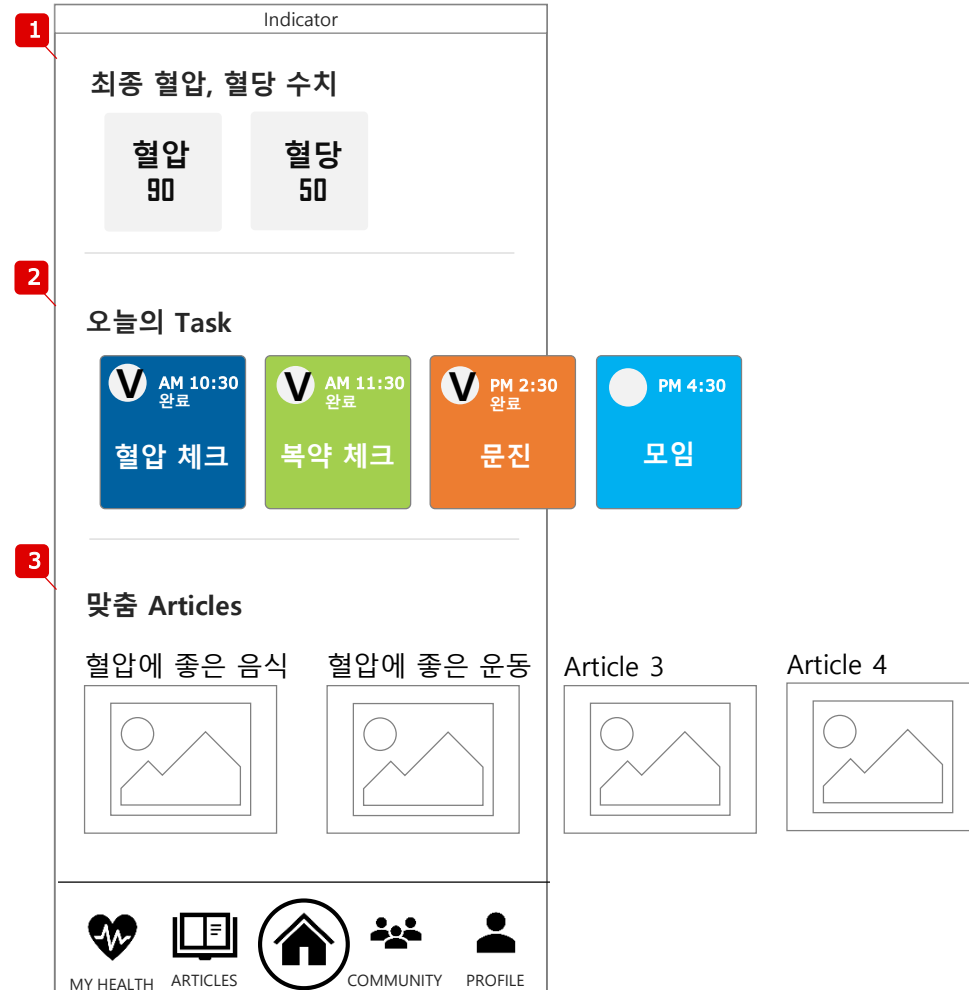 Indicator
1
최종 혈압, 혈당 수치
혈압
90
혈당
50
2
오늘의 Task
V AM 10:30
완료
혈압 체크
V AM 11:30
완료
복약 체크
V PM 2:30
완료
문진
PM 4:30
모임
3
맞춤 Articles
혈압에 좋은 음식
혈압에 좋은 운동
Article 3
Article 4
MY HEALTH
ARTICLES
COMMUNITY
PROFILE